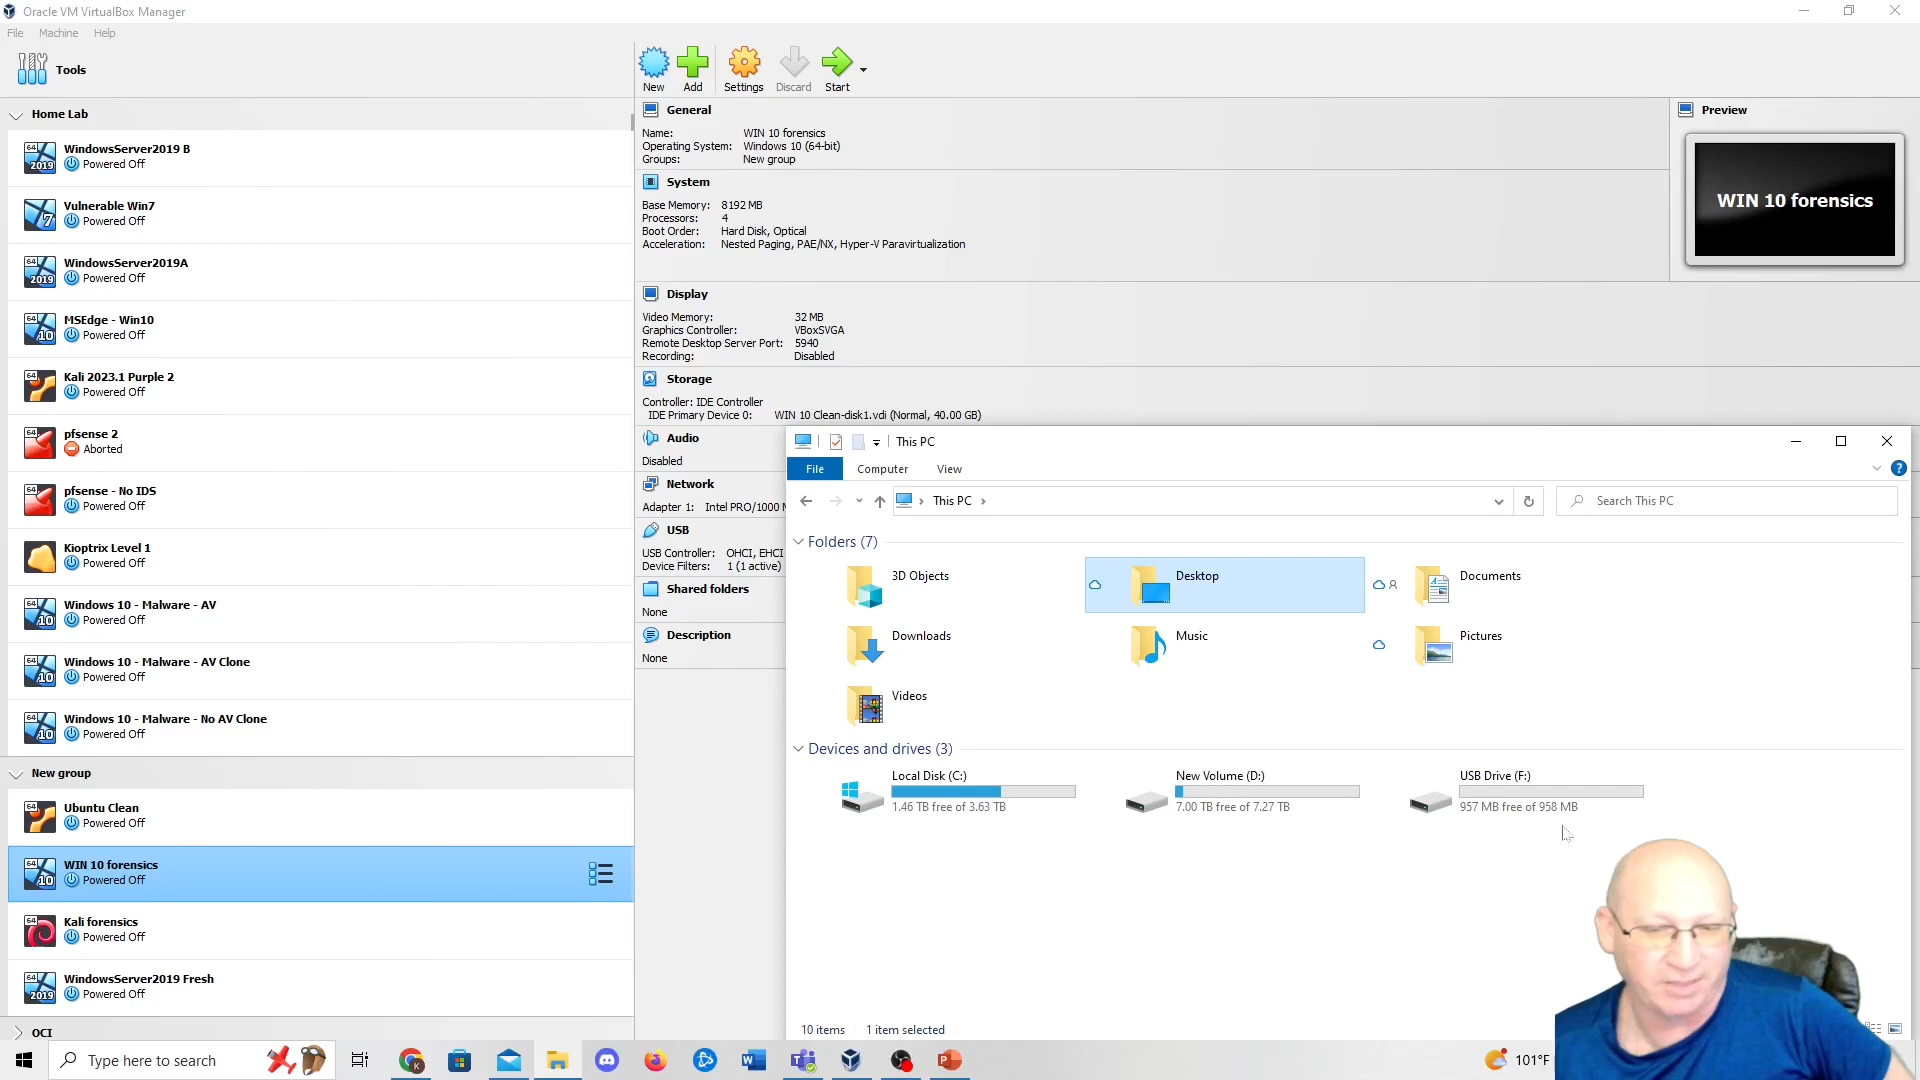 Oracle VM VirtualBox Manager
File Machine Help
Tools
New Add Settings Discard Start
Home Lab
WindowsServer2019 B
Powered Off
Vulnerable Win7
Powered Off
WindowsServer2019A
Powered Off
MSEdge - Win10
Powered Off
Kali 2023.1 Purple 2
Powered Off
pfsense 2
Aborted
pfsense - No IDS
Powered Off
Kioptrix Level 1
Powered Off
Windows 10 - Malware - AV
Powered Off
Windows 10 - Malware - AV Clone
Powered Off
Windows 10 - Malware - No AV Clone
Powered Off
New group
Ubuntu Clean
Powered Off
WIN 10 forensics
Powered Off
Kali forensics
Powered Off
WindowsServer2019 Fresh
Powered Off
OCI
General
Name: WIN 10 forensics
Operating System: Windows 10 (64-bit)
Groups: New group
System
Base Memory: 8192 MB
Processors: 4
Boot Order: Hard Disk, Optical
Acceleration: Nested Paging, PAE/NX, Hyper-V Paravirtualization
Display
Video Memory: 32 MB
Graphics Controller: VBoxSVGA
Remote Desktop Server Port: 5940
Recording: Disabled
Storage
Controller: IDE Controller
IDE Primary Device 0: WIN 10 Clean-disk1.vdi (Normal, 40.00 GB)
Audio
Disabled
Network
Adapter 1: Intel PRO/1000
USB
USB Controller: OHCI, EHCI
Device Filters: 1 (1 active)
Shared folders
None
Description
None
Preview
WIN 10 forensics
This PC
File Computer View
This PC
Search This PC
Folders (7)
3D Objects Desktop Documents
Downloads Music Pictures
Videos
Devices and drives (3)
Local Disk (C:) New Volume (D:) USB Drive (F:)
1.46 TB free of 3.63 TB 7.00 TB free of 7.27 TB 957 MB free of 958 MB
10 items 1 item selected
Type here to search
101°F